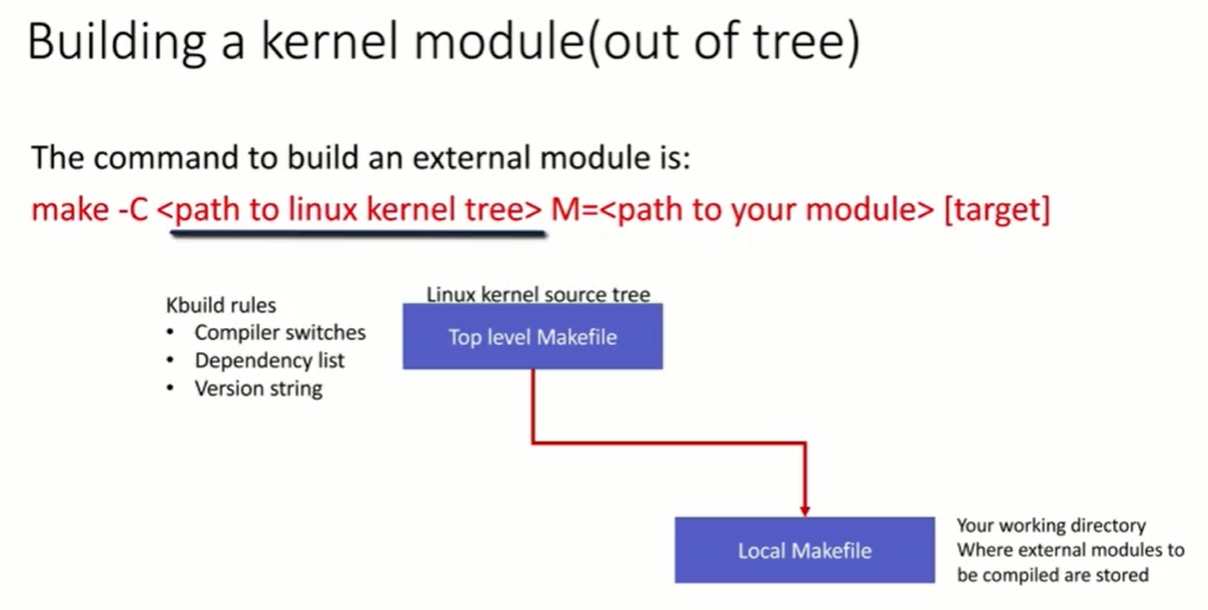 Building a kernel module(out of tree)
The command to build an external module is:
make -C <path to linux kernel tree> M=<path to your module> [target]
Kbuild rules
• Compiler switches
• Dependency list
• Version string
Linux kernel source tree
Top level Makefile
Local Makefile
Your working directory
Where external modules to
be compiled are stored